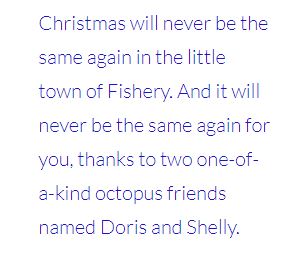 Christmas will never be the
same again in the little
town of Fishery. And it will
never be the same again for
you, thanks to two one-of-
a-kind octopus friends
named Doris and Shelly.